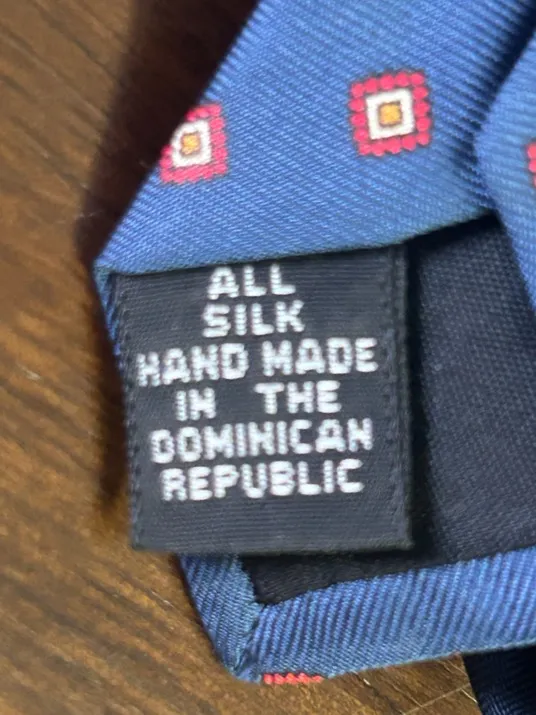 ALL
SILK
HAND MADE
IN THE
DOMINICAN
REPUBLIC